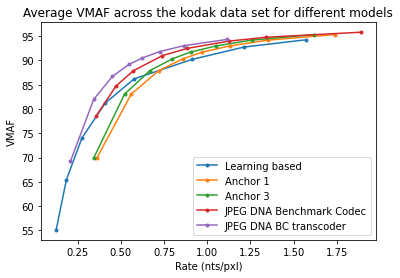 Average VMAF across the kodak data set for different models
VMAF
95
90
85
80
75
70
65
60
55
Learning based
Anchor 1
Anchor 3
JPEG DNA Benchmark Codec
JPEG DNA BC transcoder
0.25 0.50 0.75 1.00 1.25 1.50 1.75
Rate (nts/pxl)